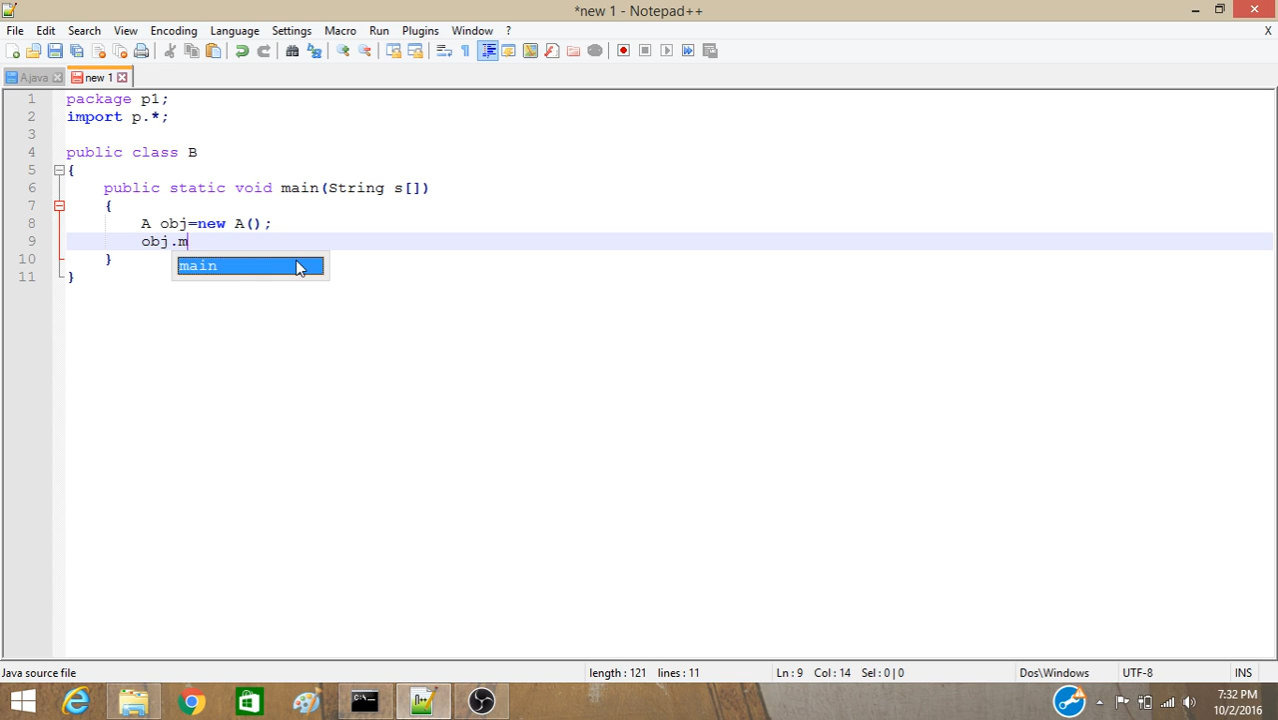 *new 1 - Notepad++
File Edit Search View Encoding Language Settings Macro Run Plugins Window ? X
A.java new 1
1 package p1;
2 import p.*;
3
4 public class B
5 {
6 public static void main(String s[])
7 {
8 A obj=new A();
9 obj.m
10 }
main
11 }
Java source file length : 121 lines : 11 Ln : 9 Col : 14 Sel : 0 | 0 Dos\Windows UTF-8 INS
7:32 PM
10/2/2016